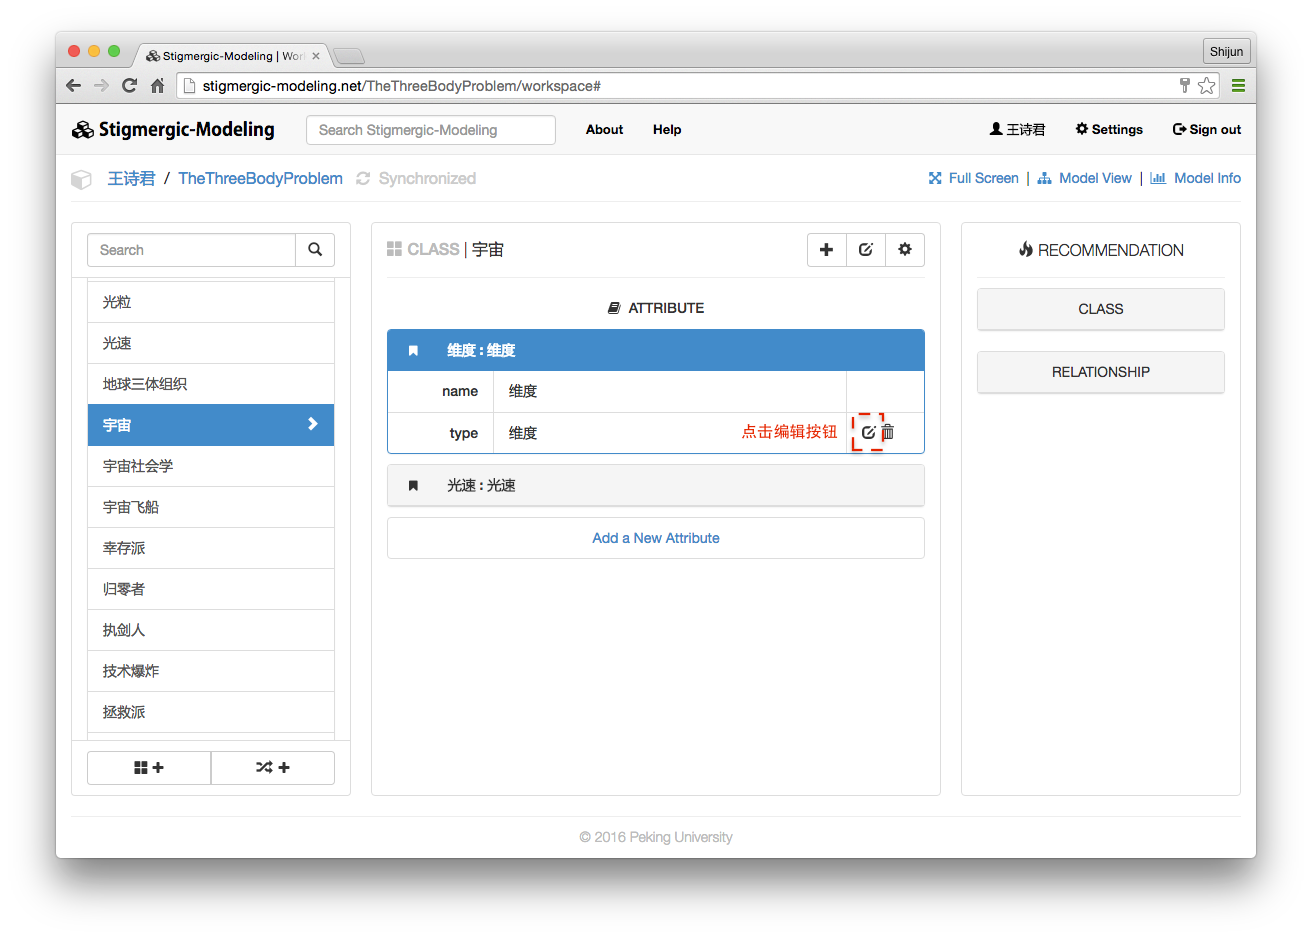 Stigmergic-Modeling | Wor
Shijun
stigmergic-modeling.net/TheThreeBodyProblem/workspace#
Stigmergic-Modeling
Search Stigmergic-Modeling
About
Help
王诗君
Settings
Sign out
王诗君 / TheThreeBodyProblem
Synchronized
Full Screen | Model View | Model Info
Search
光粒
光速
地球三体组织
宇宙
宇宙社会学
宇宙飞船
幸存派
归零者
执剑人
技术爆炸
拯救派
CLASS | 宇宙
ATTRIBUTE
维度 : 维度
name 维度
type 维度
点击编辑按钮
光速 : 光速
Add a New Attribute
RECOMMENDATION
CLASS
RELATIONSHIP
© 2016 Peking University